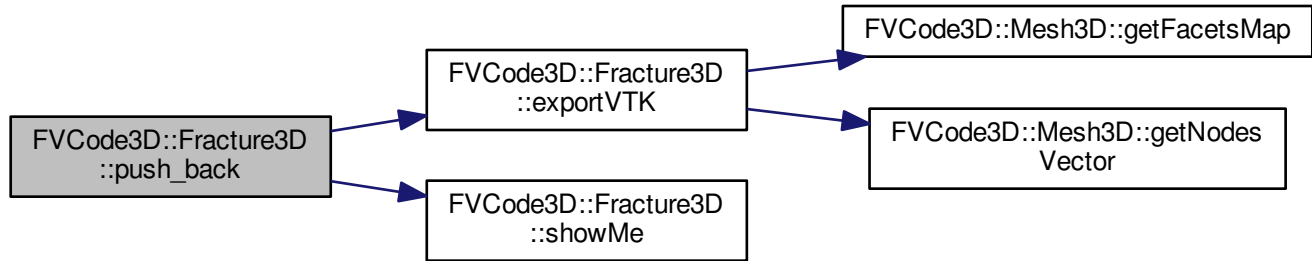 FVCode3D::Fracture3D
::push_back
FVCode3D::Fracture3D
::exportVTK
FVCode3D::Fracture3D
::showMe
FVCode3D::Mesh3D::getFacetsMap
FVCode3D::Mesh3D::getNodes
Vector